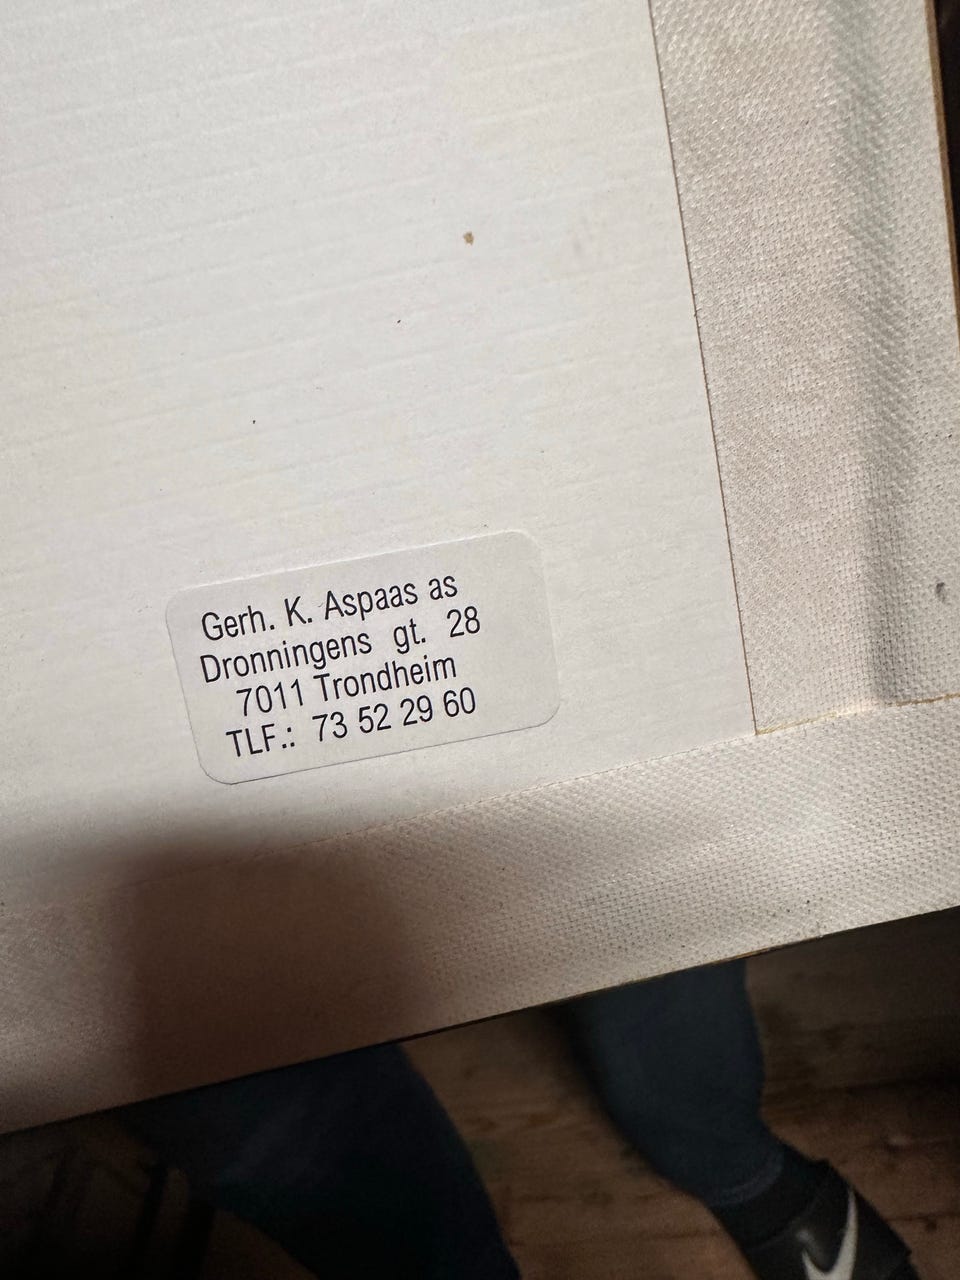 Gerh. K. Aspaas as
Dronningens gt. 28
7011 Trondheim
TLF.: 73 52 29 60